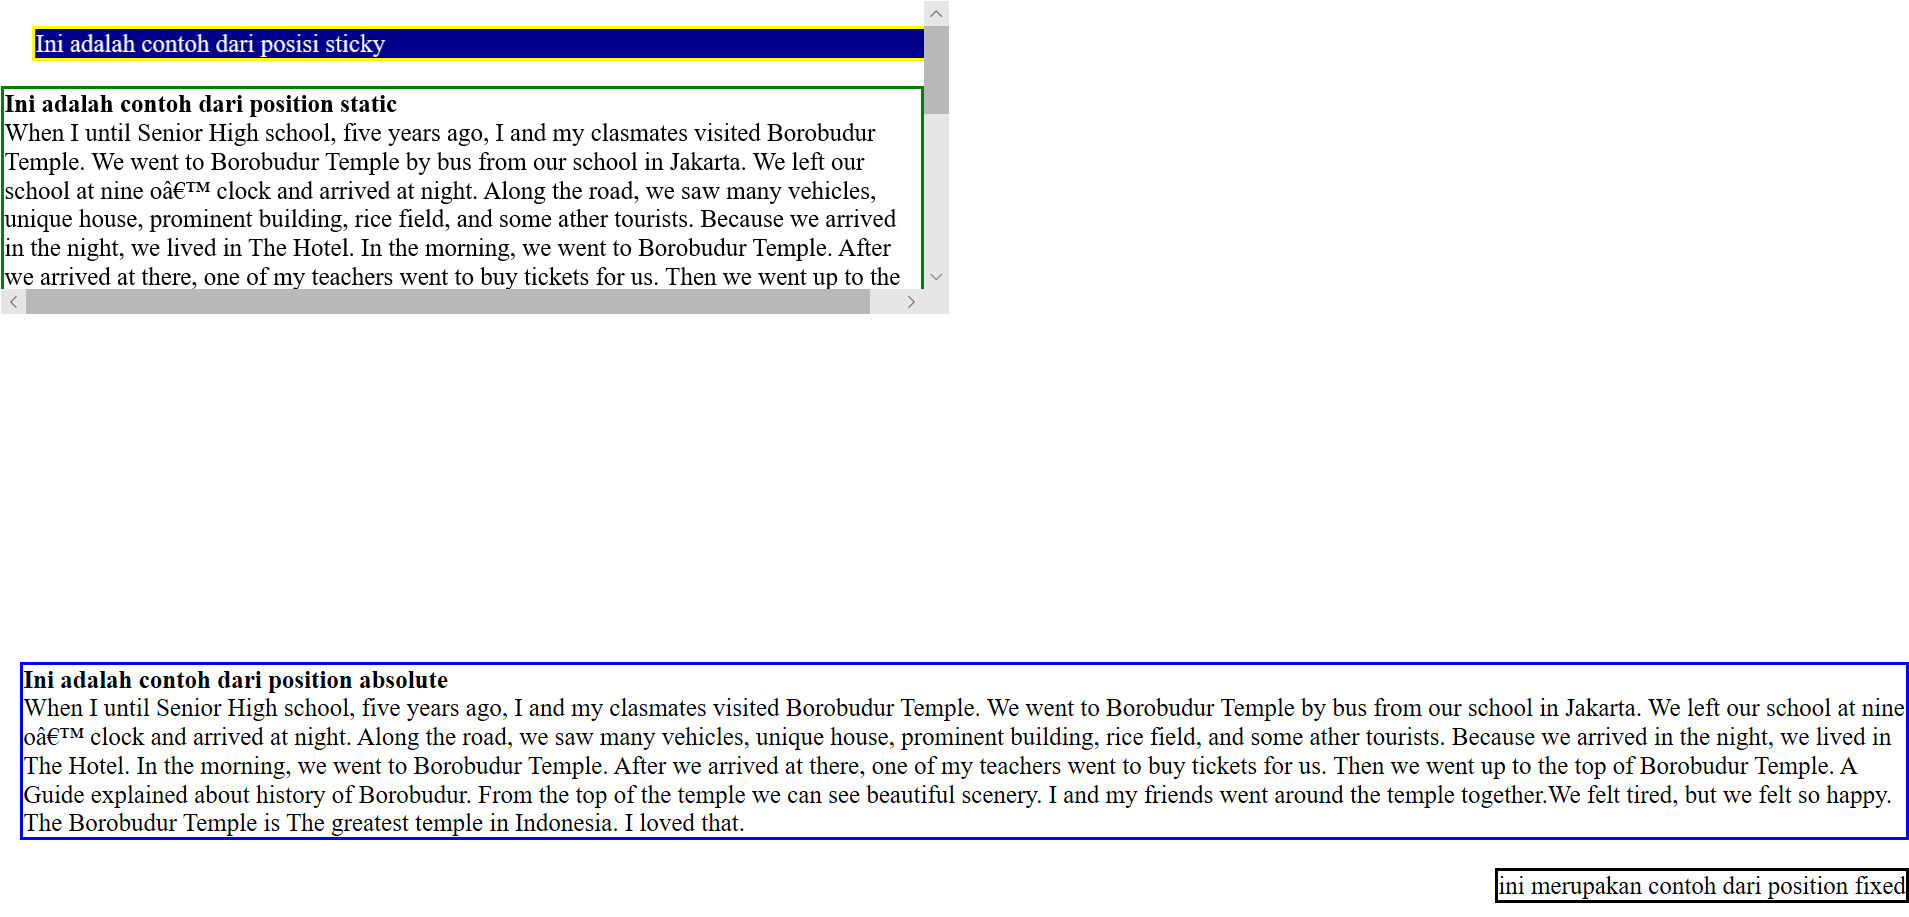 Ini adalah contoh dari posisi sticky
Ini adalah contoh dari position static
When I until Senior High school, five years ago, I and my clasmates visited Borobudur
Temple. We went to Borobudur Temple by bus from our school in Jakarta. We left our
school at nine oâ€™ clock and arrived at night. Along the road, we saw many vehicles,
unique house, prominent building, rice field, and some ather tourists. Because we arrived
in the night, we lived in The Hotel. In the morning, we went to Borobudur Temple. After
we arrived at there, one of my teachers went to buy tickets for us. Then we went up to the
Ini adalah contoh dari position absolute
When I until Senior High school, five years ago, I and my clasmates visited Borobudur Temple. We went to Borobudur Temple by bus from our school in Jakarta. We left our school at nine
oâ€™ clock and arrived at night. Along the road, we saw many vehicles, unique house, prominent building, rice field, and some ather tourists. Because we arrived in the night, we lived in
The Hotel. In the morning, we went to Borobudur Temple. After we arrived at there, one of my teachers went to buy tickets for us. Then we went up to the top of Borobudur Temple. A
Guide explained about history of Borobudur. From the top of the temple we can see beautiful scenery. I and my friends went around the temple together.We felt tired, but we felt so happy.
The Borobudur Temple is The greatest temple in Indonesia. I loved that.
ini merupakan contoh dari position fixed